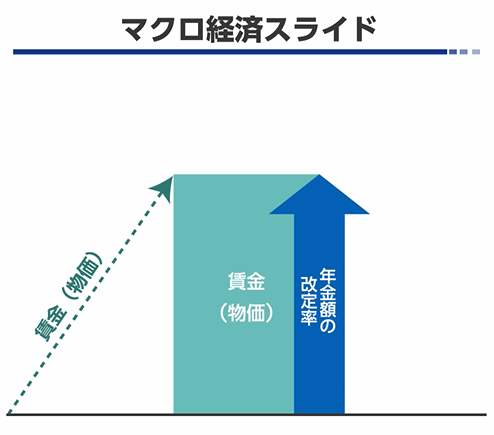 マクロ経済スライド
賃金（物価）
賃金
（物価）
年金額の
改定率